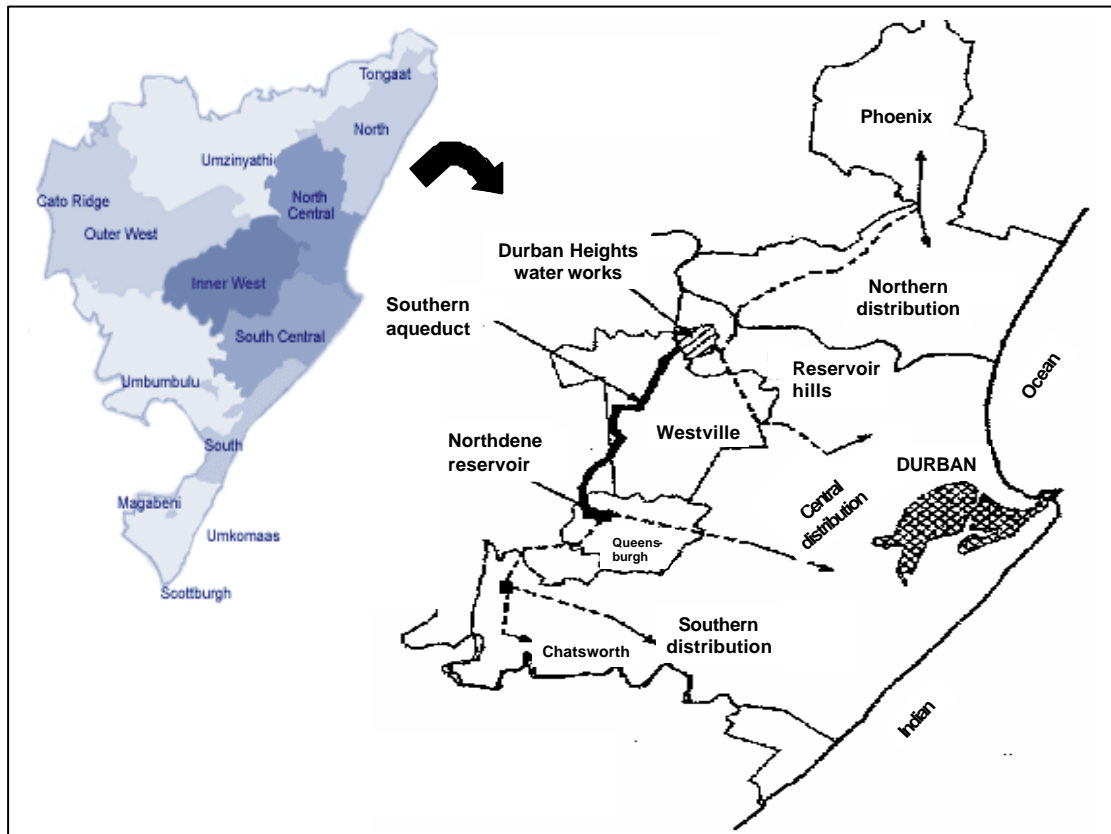 Tongaat
North
Umzinyathi
North
Central
Cato Ridge
Outer West
Inner West
South Central
Umbumbulu
South
Magabeni
Umkomaas
Scottburgh
Phoenix
Durban Heights
water works
Northern
distribution
Southern
aqueduct
Reservoir
hills
Ocean
Westville
Northdene
reservoir
DURBAN
Central
distribution
Queens-
burgh
Southern
distribution
Chatsworth
Indian